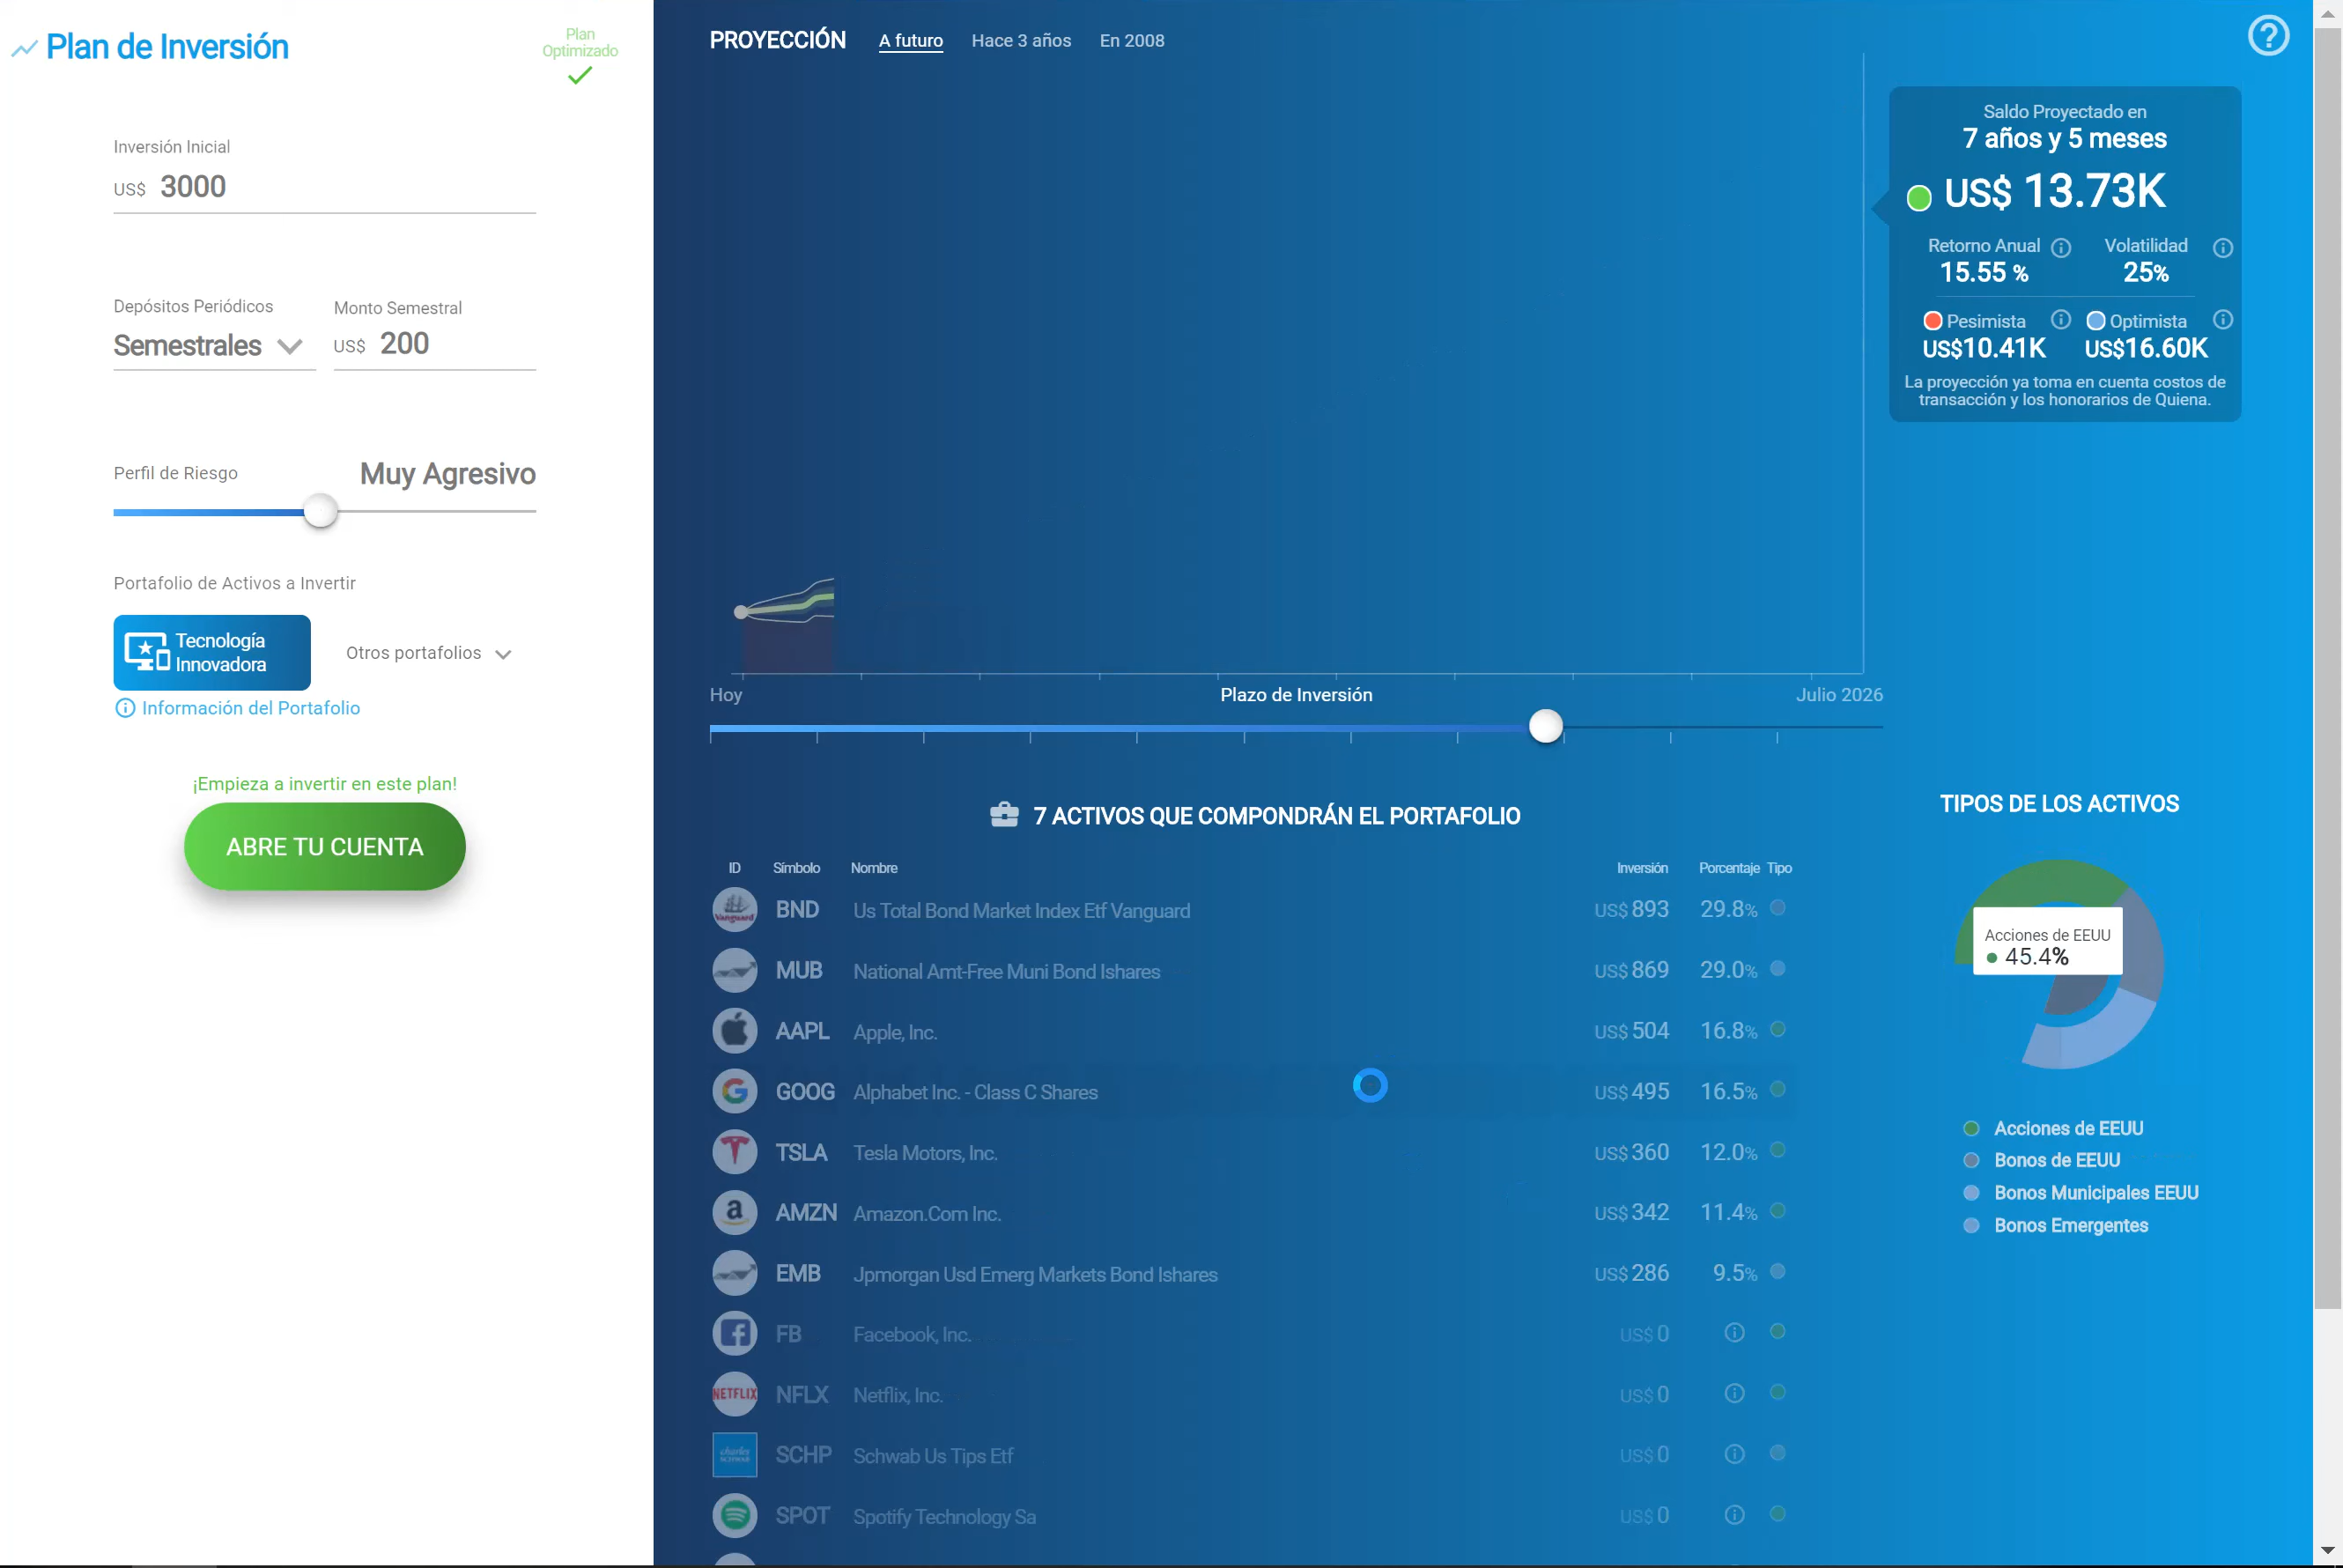 Plan de Inversión
Plan
Optimizado
Inversión Inicial
US$ 3000
Depósitos Periódicos
Semestrales
Monto Semestral
US$ 200
Perfil de Riesgo
Muy Agresivo
Portafolio de Activos a Invertir
Tecnología
Innovadora
Otros portafolios
Información del Portafolio
¡Empieza a invertir en este plan!
ABRE TU CUENTA
PROYECCIÓN A futuro Hace 3 años En 2008
?
Saldo Proyectado en
7 años y 5 meses
US$ 13.73K
Retorno Anual
15.55 %
Volatilidad
25%
Pesimista
US$10.41K
Optimista
US$16.60K
La proyección ya toma en cuenta costos de
transacción y los honorarios de Quiena.
Hoy Plazo de Inversión Julio 2026
7 ACTIVOS QUE COMPONDRÁN EL PORTAFOLIO
ID Símbolo Nombre Inversión Porcentaje Tipo
Vanguard BND Us Total Bond Market Index Etf Vanguard US$ 893 29.8%
MUB National Amt-Free Muni Bond Ishares US$ 869 29.0%
AAPL Apple, Inc. US$ 504 16.8%
GOOG Alphabet Inc. - Class C Shares US$ 495 16.5%
TSLA Tesla Motors, Inc. US$ 360 12.0%
AMZN Amazon.Com Inc. US$ 342 11.4%
EMB Jpmorgan Usd Emerg Markets Bond Ishares US$ 286 9.5%
FB Facebook, Inc. US$ 0
NETFLIX NFLX Netflix, Inc. US$ 0
charles SCHWAB SCHP Schwab Us Tips Etf US$ 0
SPOT Spotify Technology Sa US$ 0
TIPOS DE LOS ACTIVOS
Acciones de EEUU
45.4%
Acciones de EEUU
Bonos de EEUU
Bonos Municipales EEUU
Bonos Emergentes